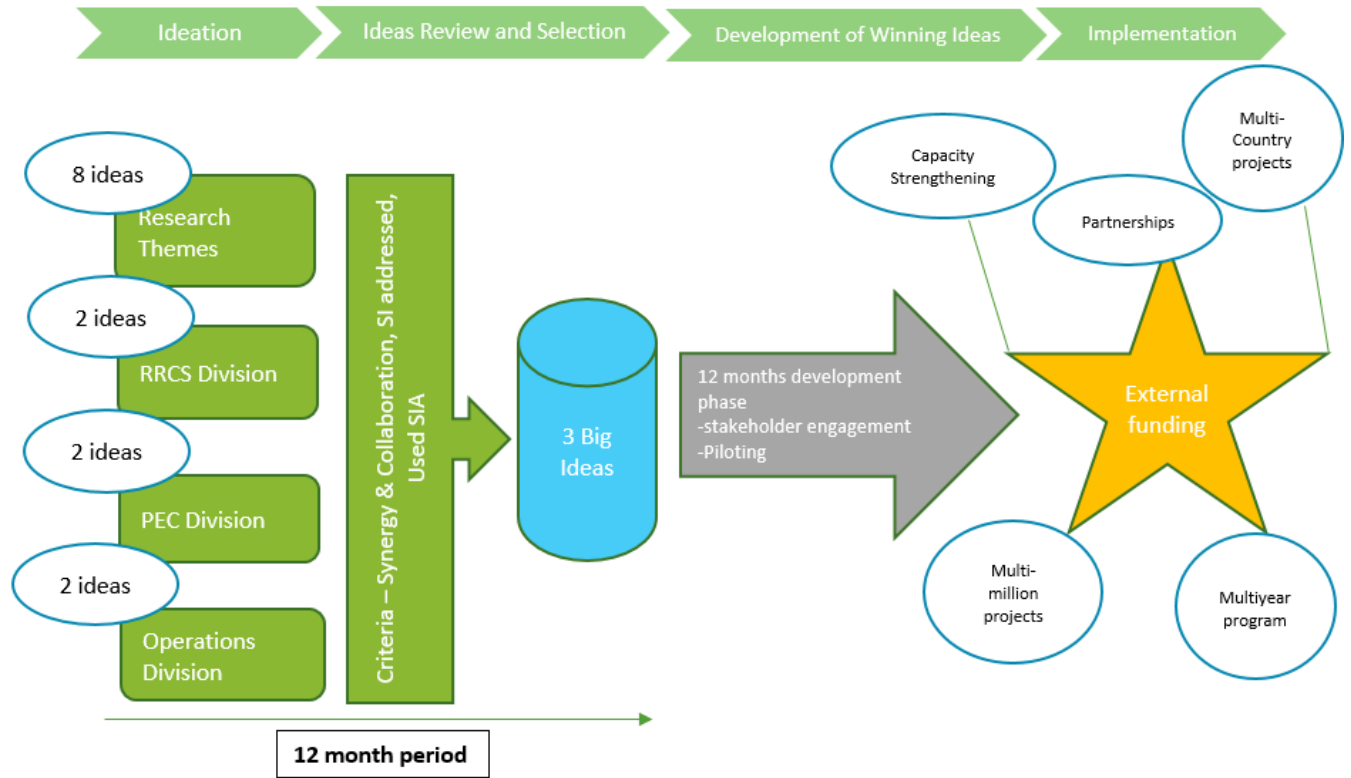 Ideation
Ideas Review and Selection
Development of Winning Ideas
Implementation
8 ideas
Research
Themes
2 ideas
RRCS Division
2 ideas
PEC Division
2 ideas
Operations
Division
Criteria – Synergy & Collaboration, SI addressed,
Used SIA
3 Big
Ideas
12 months development
phase
-stakeholder engagement
-Piloting
Capacity
Strengthening
Partnerships
Multi-
Country
projects
External
funding
Multi-
million
projects
Multiyear
program
12 month period